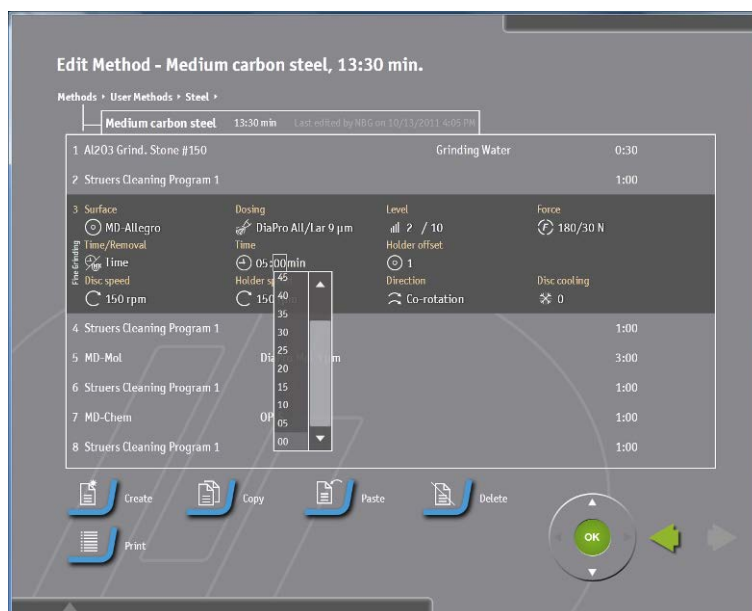 Edit Method - Medium carbon steel, 13:30 min.
Methods ▸ User Methods ▸ Steel ▸
Medium carbon steel 13:30 min Last edited by NBG on 10/13/2011 4:05 PM
1 Al2O3 Grind. Stone #150 Grinding Water 0:30
2 Struers Cleaning Program 1 1:00
3 Surface Dosing Level Force
MD-Allegro DiaPro All/Lar 9 µm 2 / 10 180/30 N
Fine Grinding
Time/Removal Time Holder offset
Time 05:00 min 1
Disc speed Holder Direction Disc cooling
150 rpm 150 Co-rotation 0
45
40
35
30
25
20
15
10
05
00
4 Struers Cleaning Program 1 1:00
5 MD-Mol 3:00
6 Struers Cleaning Program 1 1:00
7 MD-Chem OP 1:00
8 Struers Cleaning Program 1 1:00
Create Copy Paste Delete
Print
OK